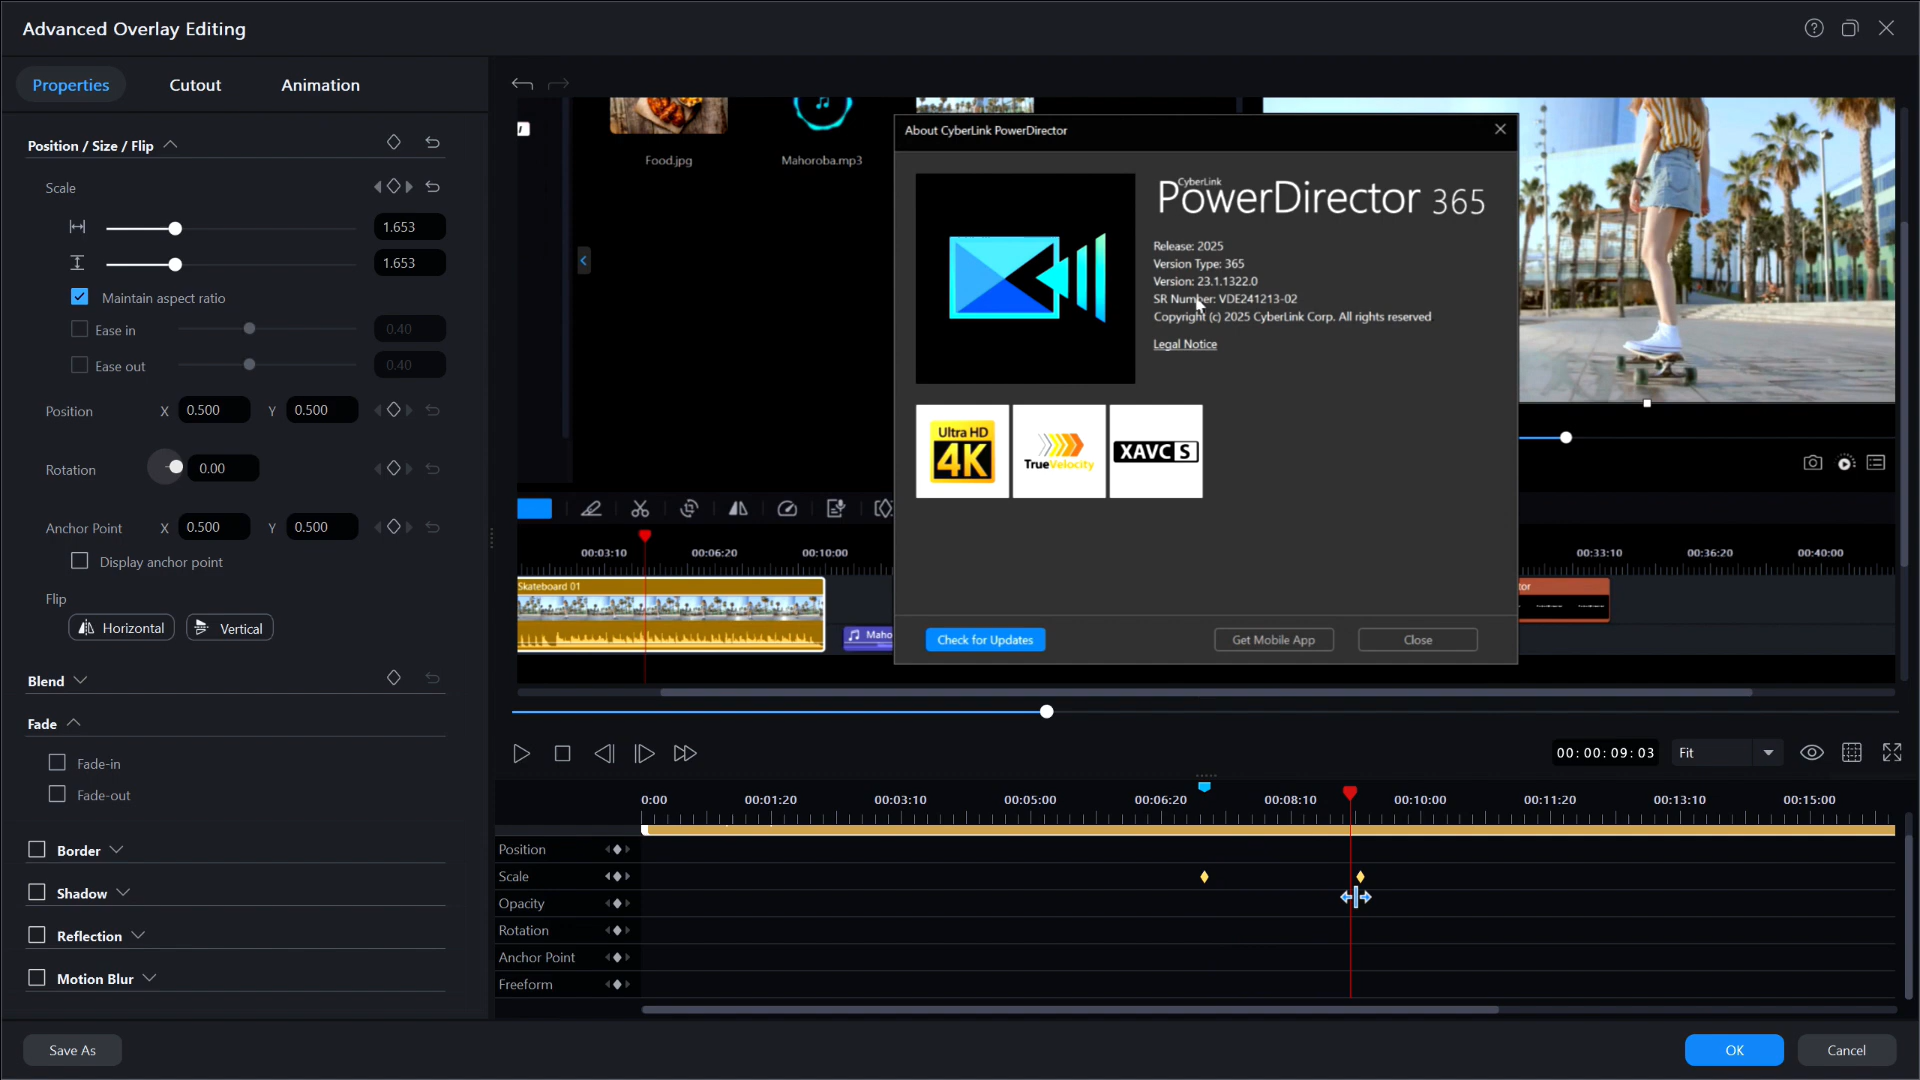 Advanced Overlay Editing
Properties Cutout Animation
Position / Size / Flip
Scale
1.653
1.653
Maintain aspect ratio
Ease in 0.40
Ease out 0.40
Position X 0.500 Y 0.500
Rotation 0.00
Anchor Point X 0.500 Y 0.500
Display anchor point
Flip
Horizontal Vertical
Blend
Fade
Fade-in
Fade-out
Border
Shadow
Reflection
Motion Blur
Save As
Food.jpg Mahoroba.mp3
About CyberLink PowerDirector
CyberLink
PowerDirector 365
Release: 2025
Version Type: 365
Version: 23.1.1322.0
SR Number: VDE241213-02
Copyright (c) 2025 CyberLink Corp. All rights reserved
Legal Notice
Ultra HD
4K
TrueVelocity
XAVC S
Check for Updates Get Mobile App Close
00:03:10 00:06:20 00:10:00 00:33:10 00:36:20 00:40:00
Skateboard 01
Maho
tor
00:00:09:03 Fit
0:00 00:01:20 00:03:10 00:05:00 00:06:20 00:08:10 00:10:00 00:11:20 00:13:10 00:15:00
Position
Scale
Opacity
Rotation
Anchor Point
Freeform
OK Cancel